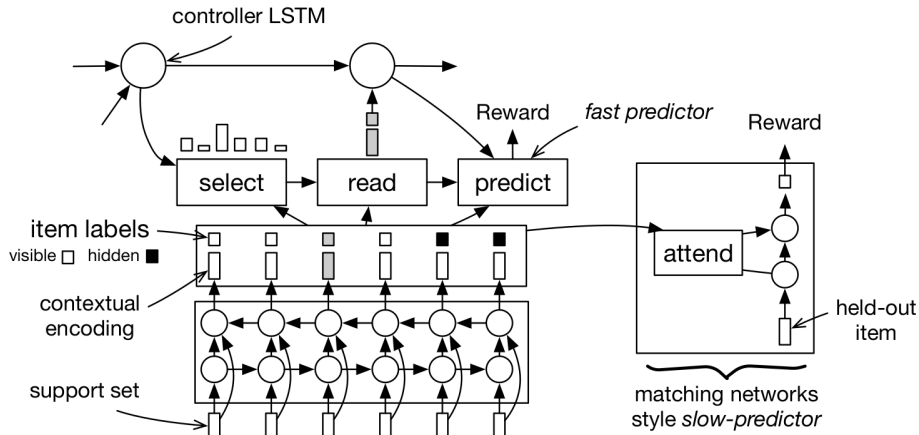 controller LSTM
Reward
fast predictor
select
read
predict
Reward
item labels
visible
hidden
attend
contextual
encoding
held-out
item
support set
matching networks
style slow-predictor